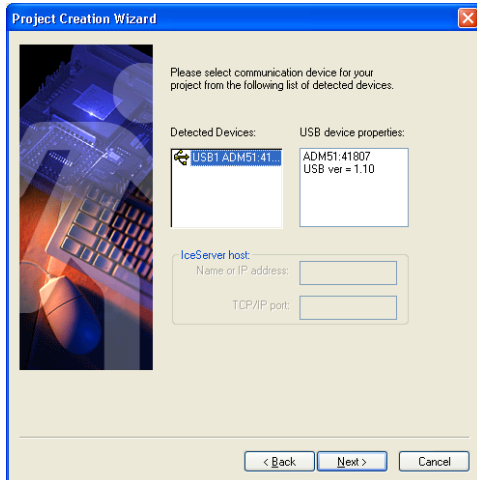 Project Creation Wizard
Please select communication device for your
project from the following list of detected devices.
Detected Devices:
USB device properties:
USB1 ADM51:41...
ADM51:41807
USB ver = 1.10
IceServer host:
Name or IP address:
TCP/IP port:
< Back
Next >
Cancel